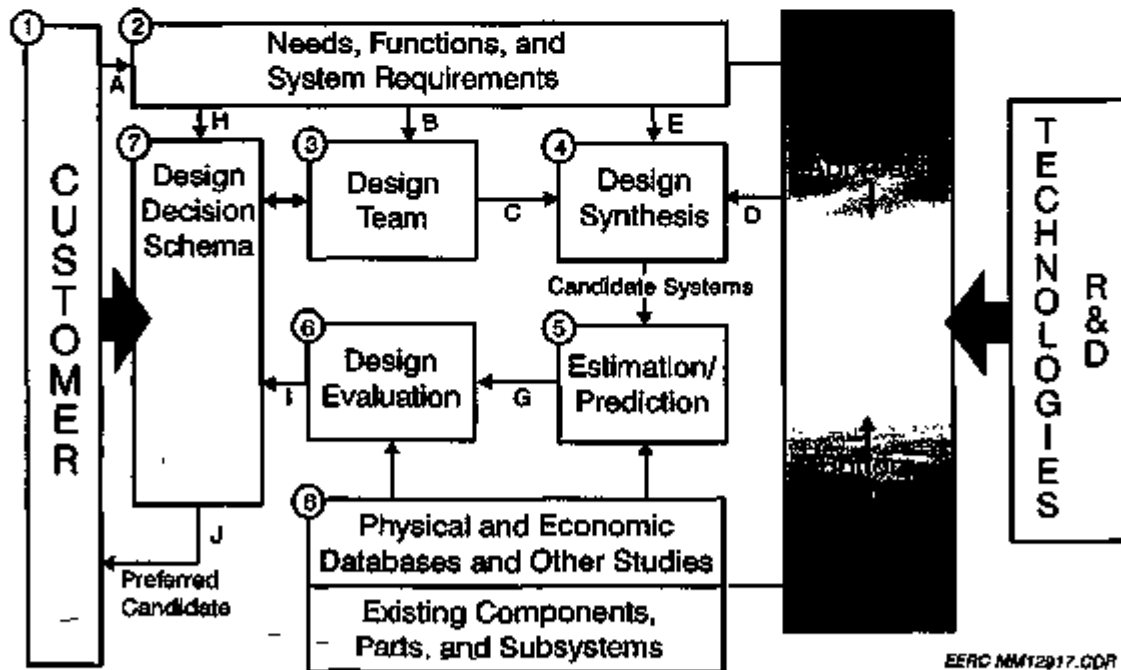 1
2
Needs, Functions, and
System Requirements
A
H
B
E
7
Design
Decision
Schema
3
Design
Team
4
Design
Synthesis
C
D
CUSTOMER
Candidate Systems
6
Design
Evaluation
5
Estimation/
Prediction
I
G
TECHNOLOGIES
R&D
J
Preferred
Candidate
8
Physical and Economic
Databases and Other Studies
Existing Components,
Parts, and Subsystems
EERC MM12917.CDR